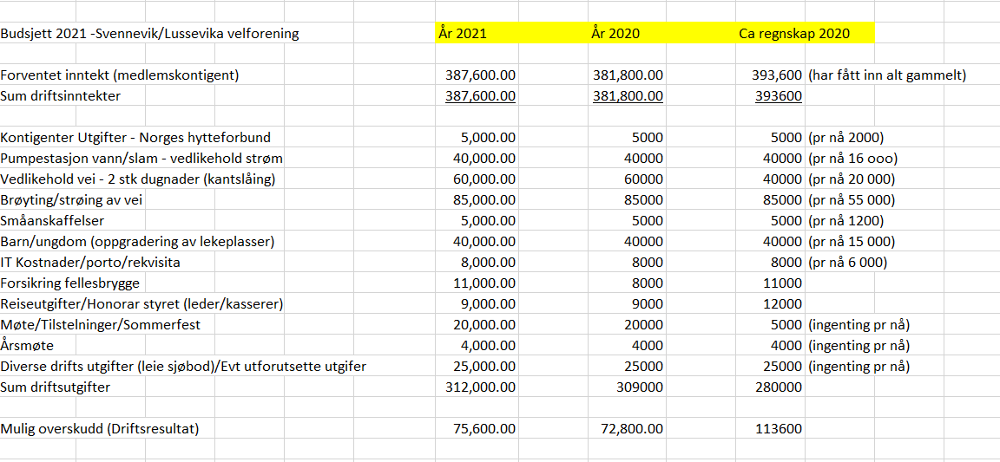 Budsjett 2021 -Svennevik/Lussevika velforening År 2021 År 2020 Ca regnskap 2020
Forventet inntekt (medlemskontigent) 387,600.00 381,800.00 393,600 (har fått inn alt gammelt)
Sum driftsinntekter 387,600.00 381,800.00 393600
Kontigenter Utgifter - Norges hytteforbund 5,000.00 5000 5000 (pr nå 2000)
Pumpestasjon vann/slam - vedlikehold strøm 40,000.00 40000 40000 (pr nå 16 ooo)
Vedlikehold vei - 2 stk dugnader (kantslåing) 60,000.00 60000 40000 (pr nå 20 000)
Brøyting/strøing av vei 85,000.00 85000 85000 (pr nå 55 000)
Småanskaffelser 5,000.00 5000 5000 (pr nå 1200)
Barn/ungdom (oppgradering av lekeplasser) 40,000.00 40000 40000 (pr nå 15 000)
IT Kostnader/porto/rekvisita 8,000.00 8000 8000 (pr nå 6 000)
Forsikring fellesbrygge 11,000.00 8000 11000
Reiseutgifter/Honorar styret (leder/kasserer) 9,000.00 9000 12000
Møte/Tilstelninger/Sommerfest 20,000.00 20000 5000 (ingenting pr nå)
Årsmøte 4,000.00 4000 4000 (ingenting pr nå)
Diverse drifts utgifter (leie sjøbod)/Evt utforutsette utgifer 25,000.00 25000 25000 (ingenting pr nå)
Sum driftsutgifter 312,000.00 309000 280000
Mulig overskudd (Driftsresultat) 75,600.00 72,800.00 113600